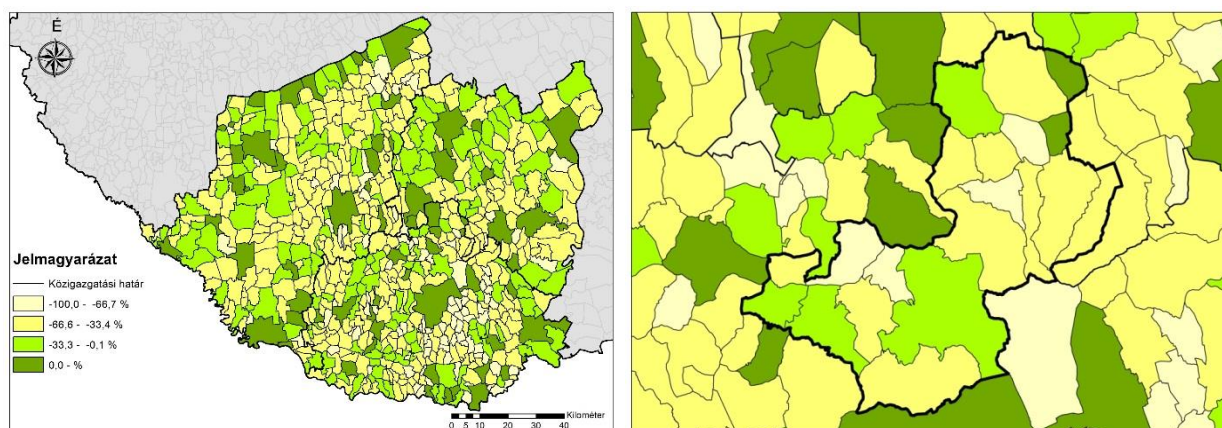 É
Jelmagyarázat
Közigazgatási határ
-100,0 - -66,7 %
-66,6 - -33,4 %
-33,3 - -0,1 %
0,0 - %
Kilométer
0 5 10 20 30 40